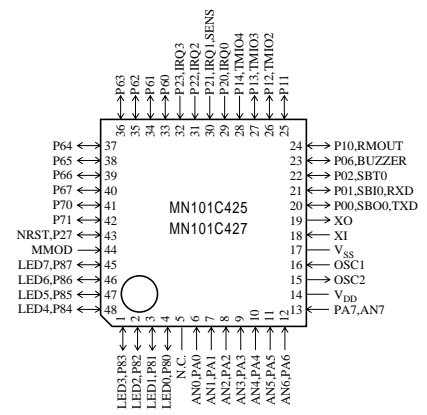 P63
P62
P61
P60
P23,IRQ3
P22,IRQ2
P21,IRQ1,SENS
P20,IRQ0
P14,TMIO4
P13,TMIO3
P12,TMIO2
P11
36
35
34
33
32
31
30
29
28
27
26
25
P64 37
P65 38
P66 39
P67 40
P70 41
P71 42
NRST,P27 43
MMOD 44
LED7,P87 45
LED6,P86 46
LED5,P85 47
LED4,P84 48
MN101C425
MN101C427
24 P10,RMOUT
23 P06,BUZZER
22 P02,SBT0
21 P01,SBI0,RXD
20 P00,SBO0,TXD
19 XO
18 XI
17 VSS
16 OSC1
15 OSC2
14 VDD
13 PA7,AN7
1
2
3
4
5
6
7
8
9
10
11
12
LED3,P83
LED2,P82
LED1,P81
LED0,P80
N.C.
AN0,PA0
AN1,PA1
AN2,PA2
AN3,PA3
AN4,PA4
AN5,PA5
AN6,PA6